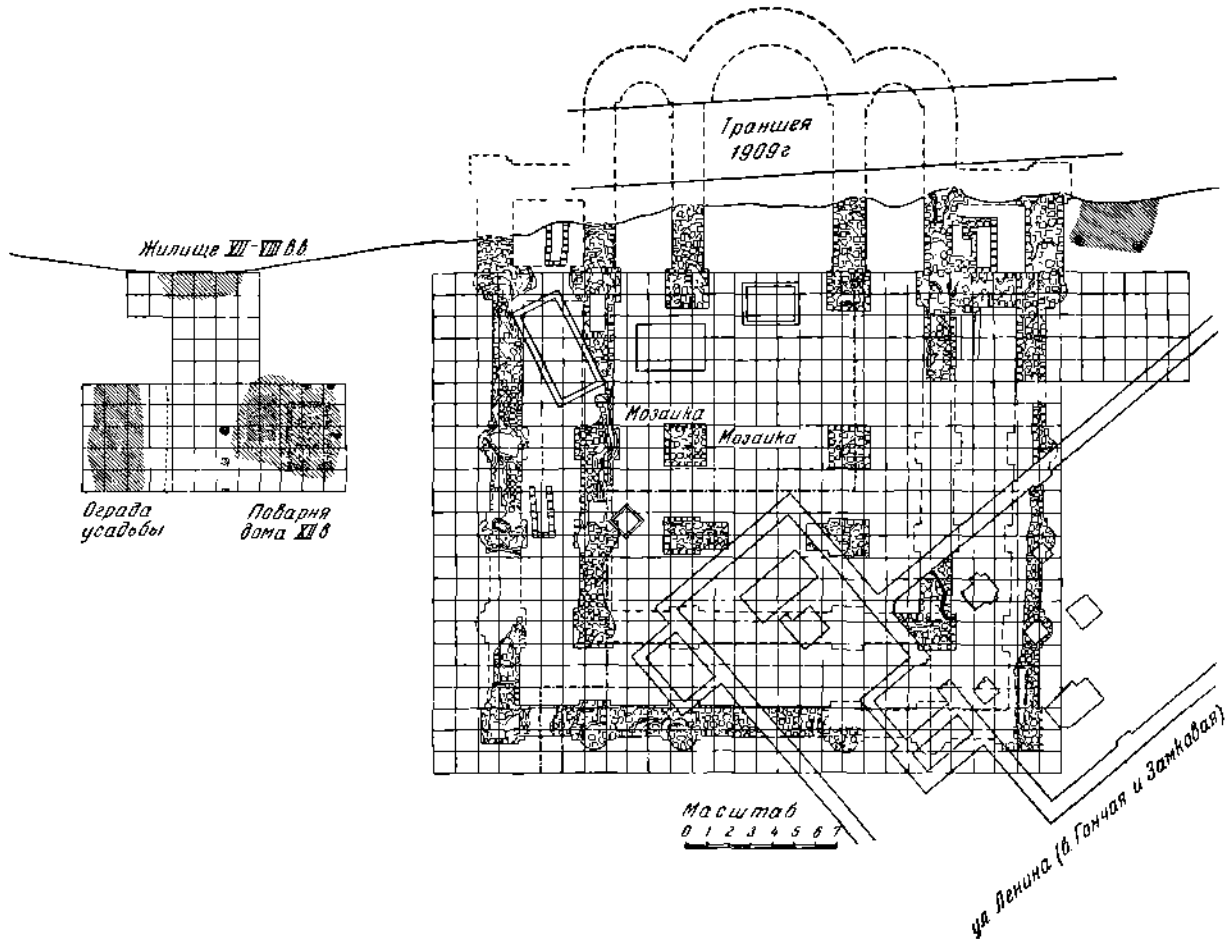 Траншея
1909г
Жилище VII-VIII в.в.
Мозаика
Мозаика
Ограда
усадьбы
Поварня
дома XII в
Масштаб
0 1 2 3 4 5 6 7
ул Ленина (б. Гончая и Замкавая)